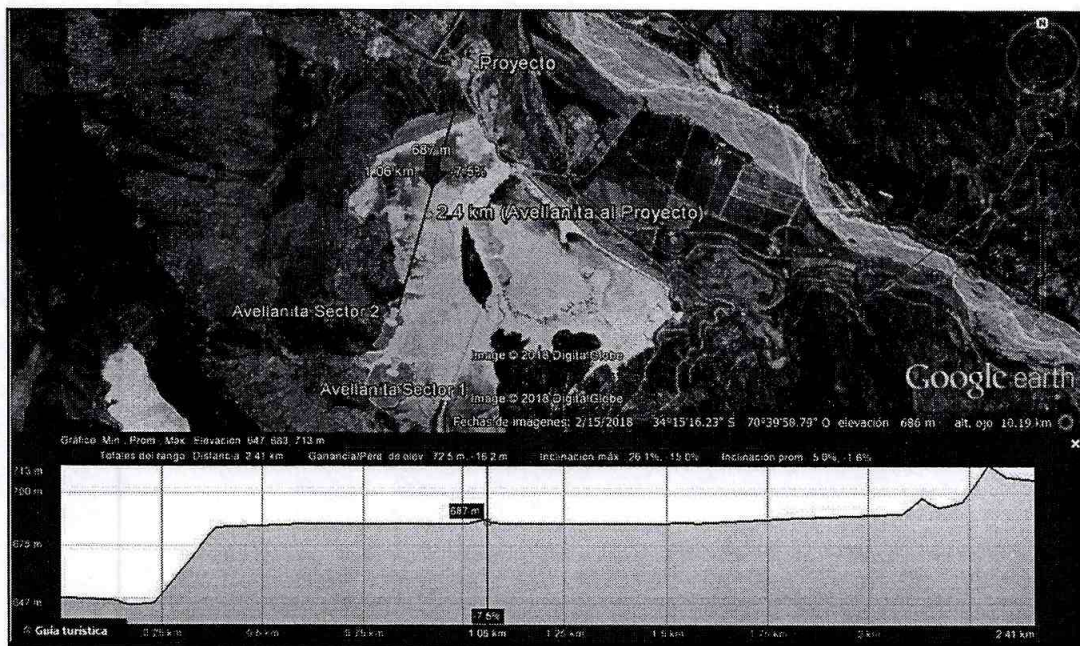 N
Proyecto
687 m
1.06 km -7.5%
2.4 km (Avellanita al Proyecto)
Avellanita Sector 2
Image © 2018 DigitalGlobe
Avellanita Sector 1
Image © 2018 DigitalGlobe
Google earth
Fechas de imágenes: 2/15/2018 34°15'16.23" S 70°39'58.79" O elevación 686 m alt. ojo 10.19 km
Gráfico: Mín., Prom., Máx. Elevación: 647, 683, 713 m
Totales del rango: Distancia: 2.41 km Ganancia/Pérd. de elev.: 72.5 m, -16.2 m Inclinación máx.: 26.1%, -15.0% Inclinación prom.: 5.0%, -1.6%
713 m
700 m
687 m
675 m
647 m
-7.5%
Guía turística 0.25 km 0.5 km 0.75 km 1.06 km 1.25 km 1.5 km 1.75 km 2 km 2.41 km